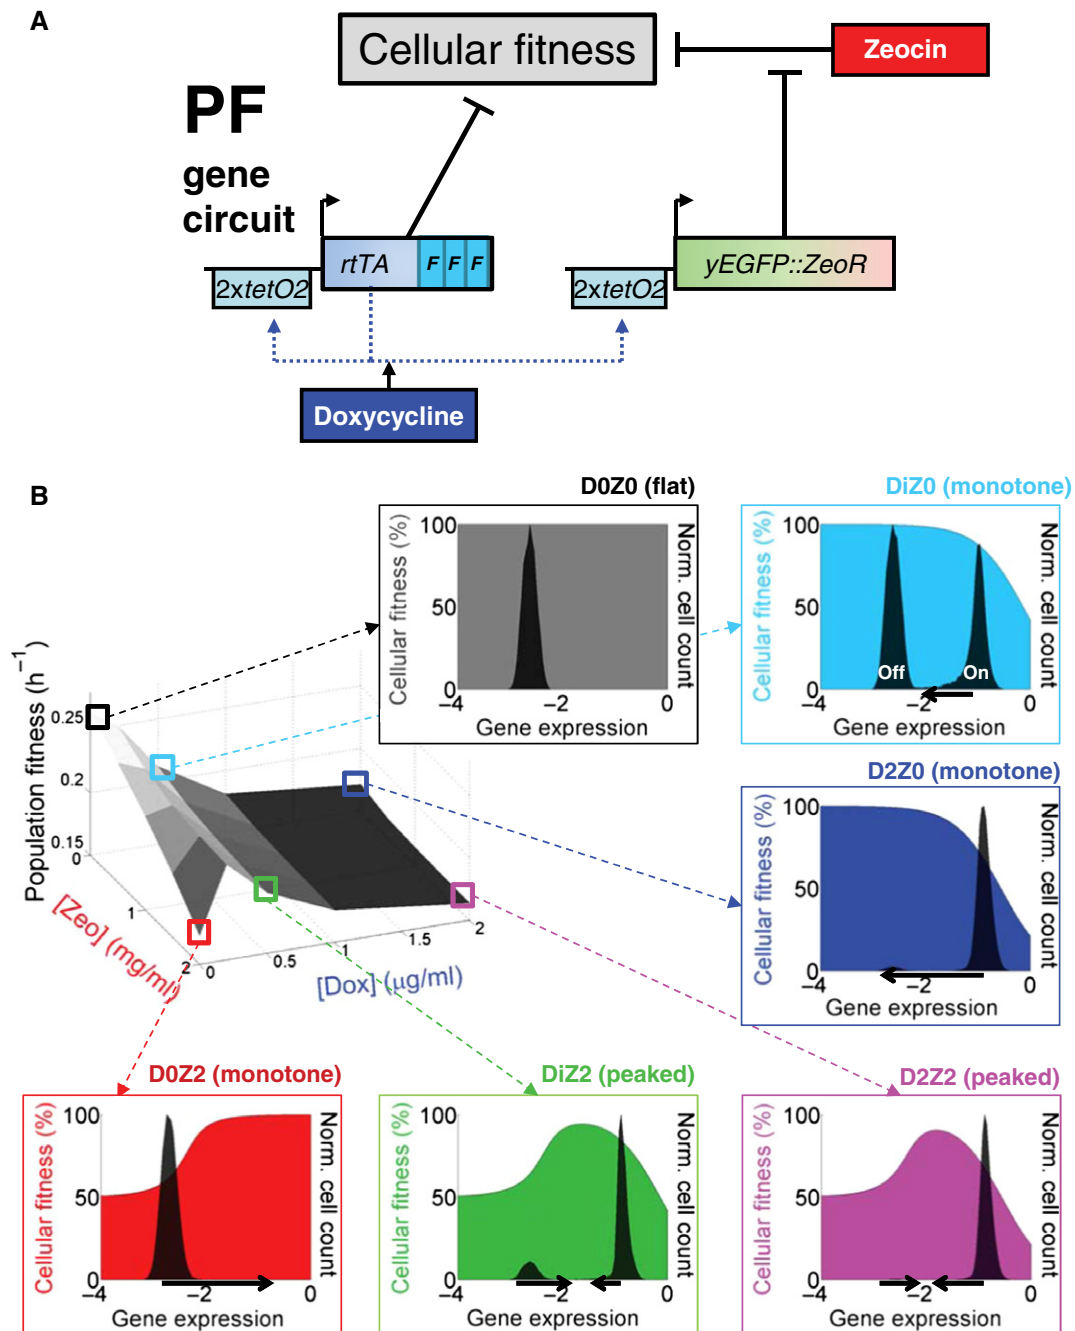 A
Cellular fitness
Zeocin
PF
gene
circuit
rtTA
F F F
yEGFP::ZeoR
2xtetO2
2xtetO2
Doxycycline
B
D0Z0 (flat)
Cellular fitness (%)
100
50
0
−4
−2
0
Gene expression
Norm. cell count
DiZ0 (monotone)
Cellular fitness (%)
100
50
0
Off
On
−4
−2
0
Gene expression
Norm. cell count
Population fitness (h−1)
0.25
0.2
0.15
0
1
2
[Zeo] (mg/ml)
0
0.5
1
1.5
2
[Dox] (μg/ml)
D2Z0 (monotone)
Cellular fitness (%)
100
50
0
−4
−2
0
Gene expression
Norm. cell count
D0Z2 (monotone)
Cellular fitness (%)
100
50
0
−4
−2
0
Gene expression
Norm. cell count
DiZ2 (peaked)
Cellular fitness (%)
100
50
0
−4
−2
0
Gene expression
Norm. cell count
D2Z2 (peaked)
Cellular fitness (%)
100
50
0
−4
−2
0
Gene expression
Norm. cell count